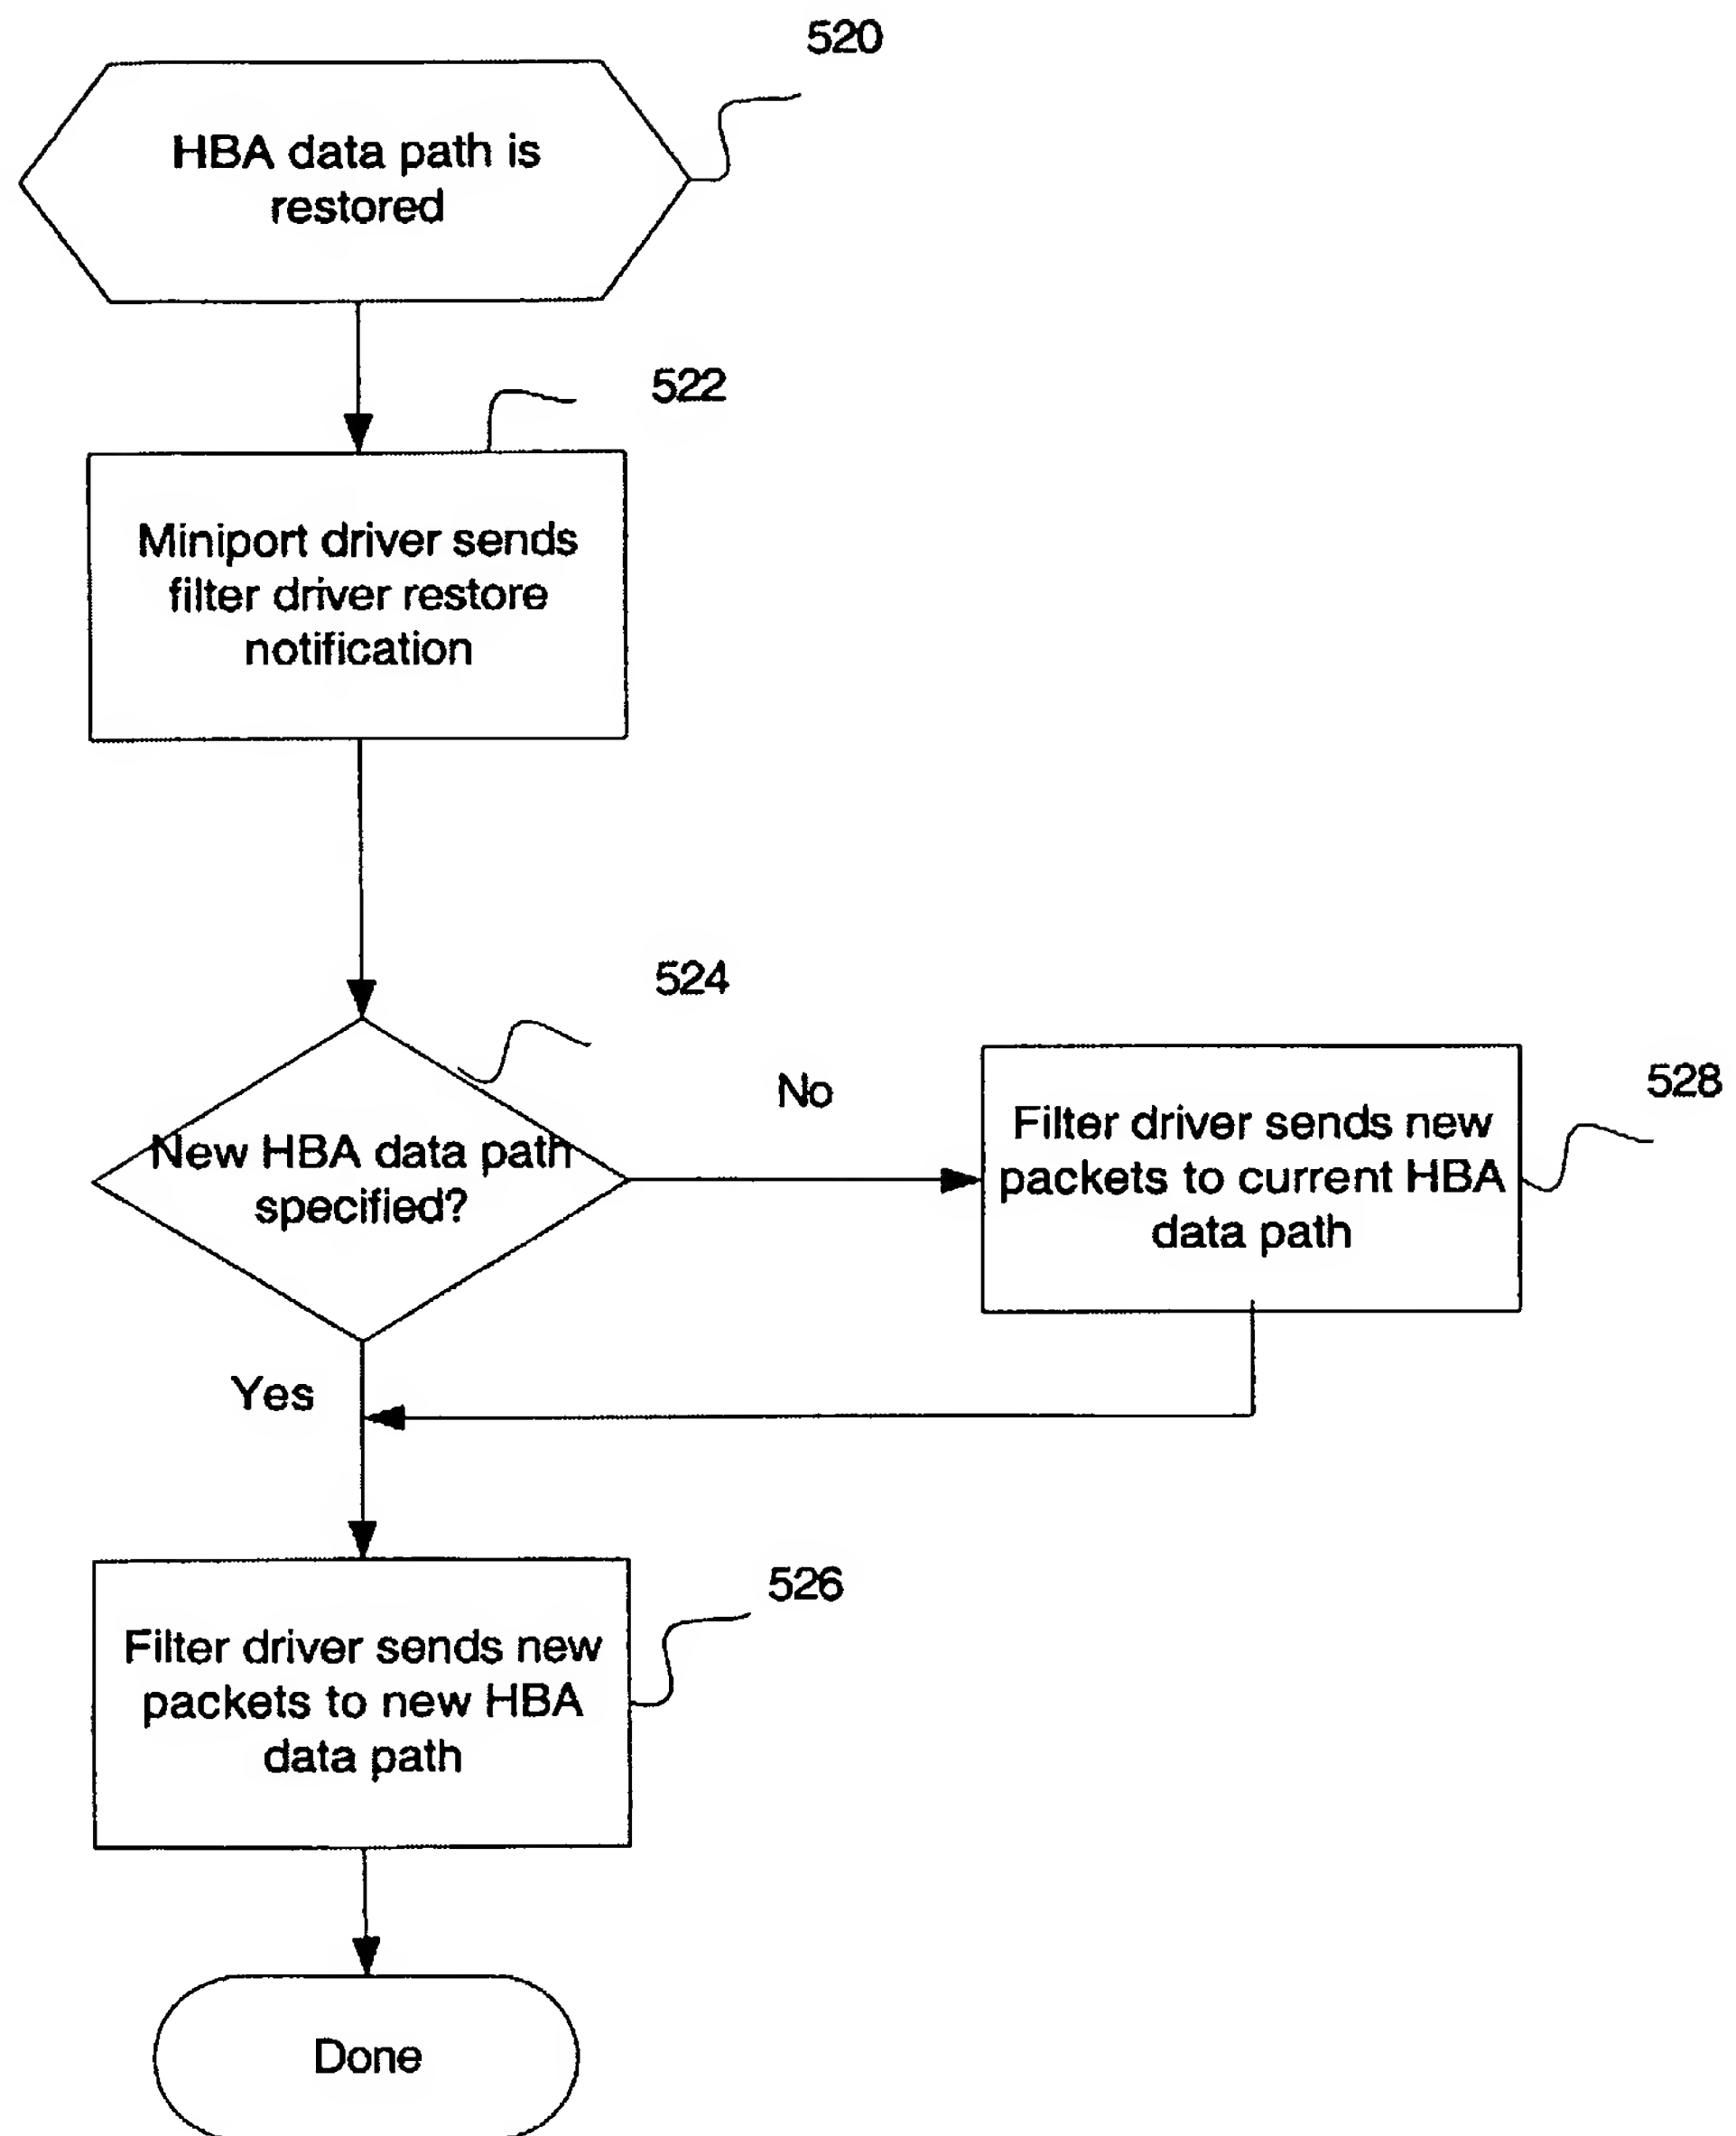 520
HBA data path is
restored
522
Miniport driver sends
filter driver restore
notification
524
New HBA data path
specified?
No
Filter driver sends new
packets to current HBA
data path
528
Yes
526
Filter driver sends new
packets to new HBA
data path
Done